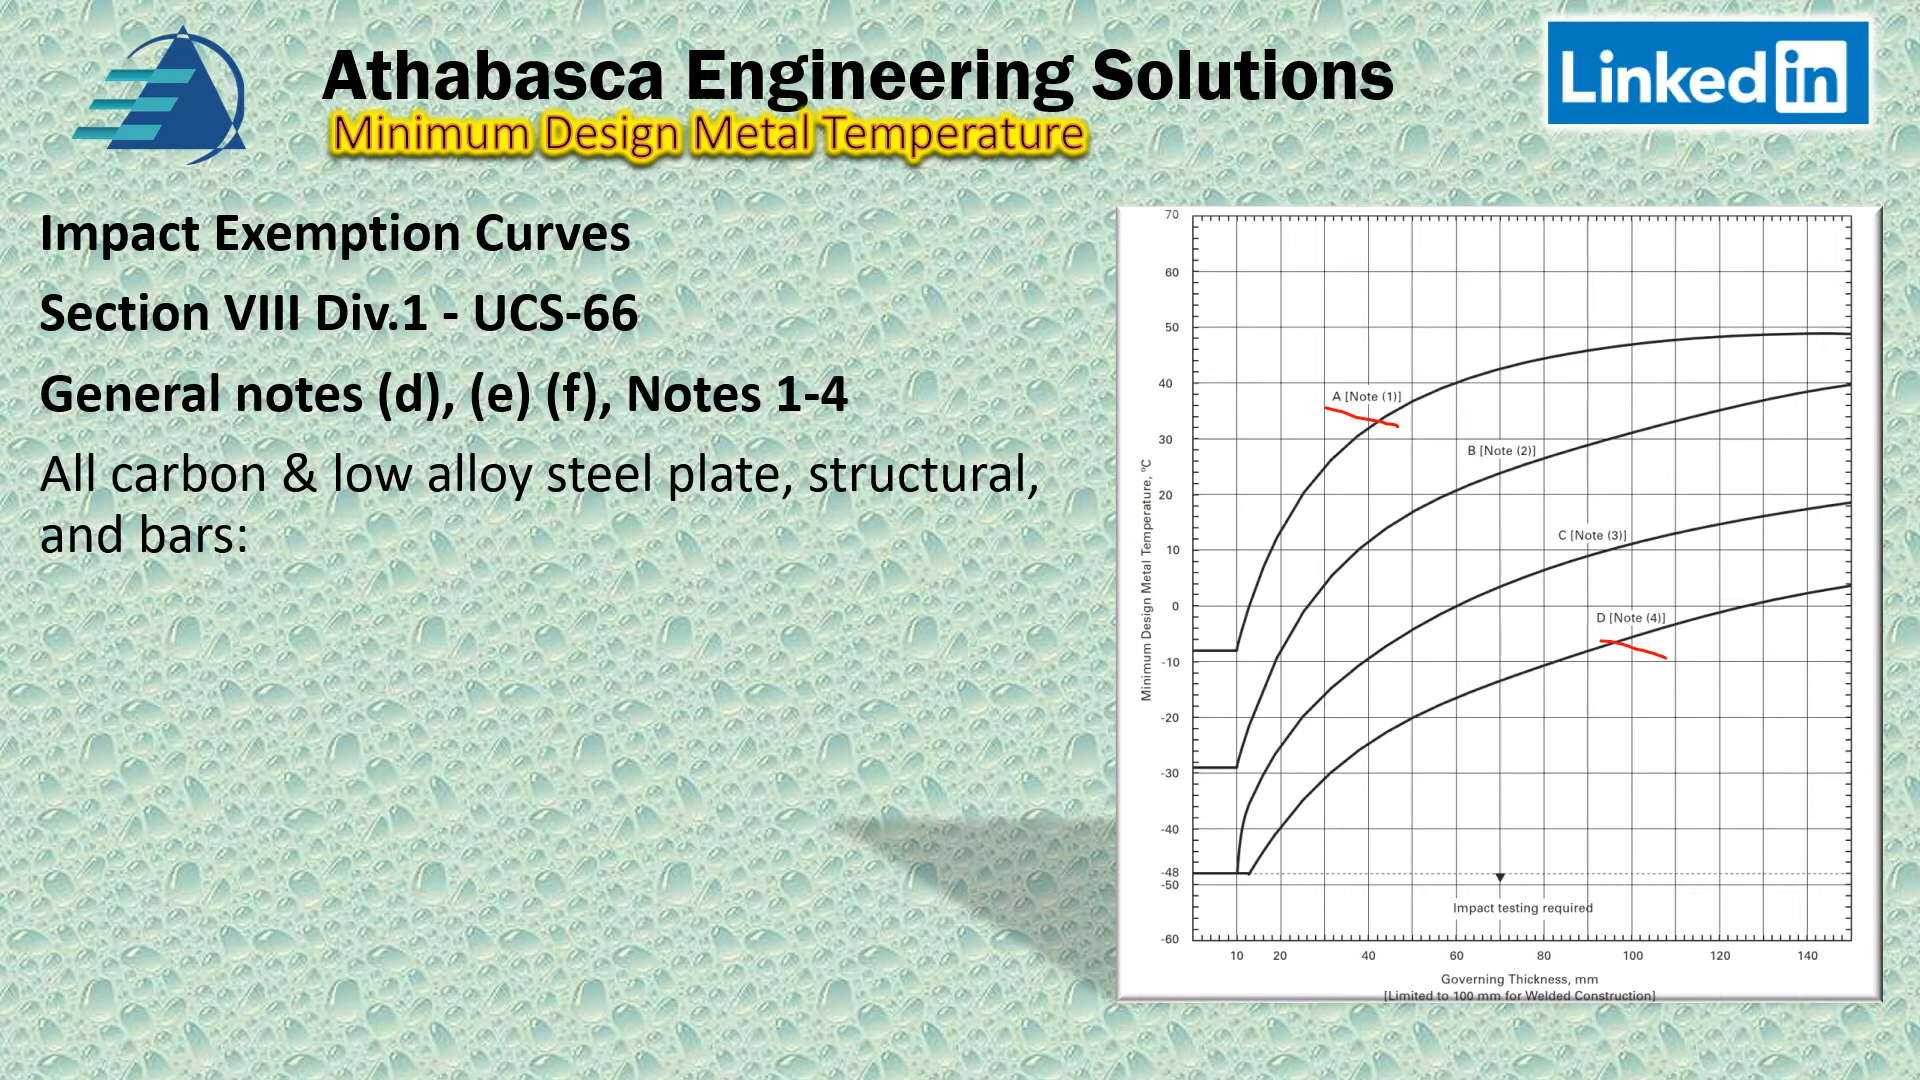 Athabasca Engineering Solutions
Linked in
Minimum Design Metal Temperature
Impact Exemption Curves
Section VIII Div.1 - UCS-66
General notes (d), (e) (f), Notes 1-4
All carbon & low alloy steel plate, structural,
and bars:
70
60
50
40
30
20
10
0
-10
-20
-30
-40
-48
-50
-60
Minimum Design Metal Temperature, °C
A [Note (1)]
B [Note (2)]
C [Note (3)]
D [Note (4)]
Impact testing required
10 20 40 60 80 100 120 140
Governing Thickness, mm
[Limited to 100 mm for Welded Construction]